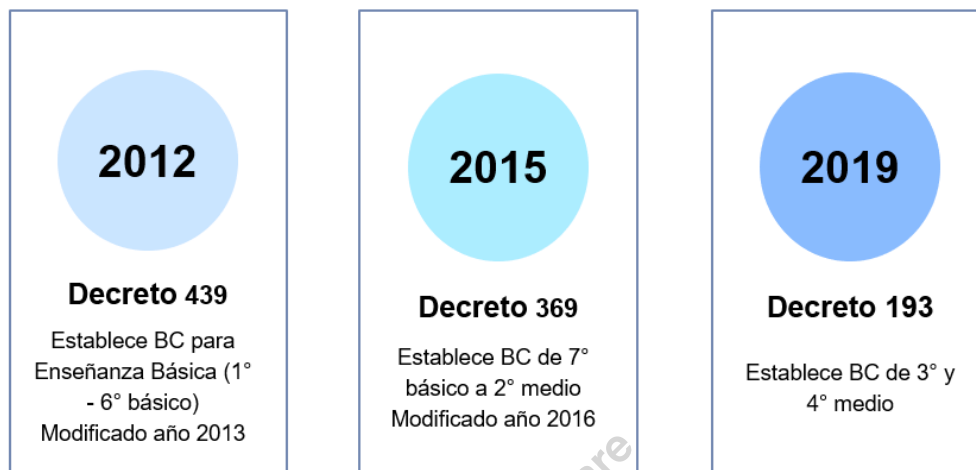 2012
Decreto 439
Establece BC para
Enseñanza Básica (1°
- 6° básico)
Modificado año 2013
2015
Decreto 369
Establece BC de 7°
básico a 2° medio
Modificado año 2016
2019
Decreto 193
Establece BC de 3° y
4° medio